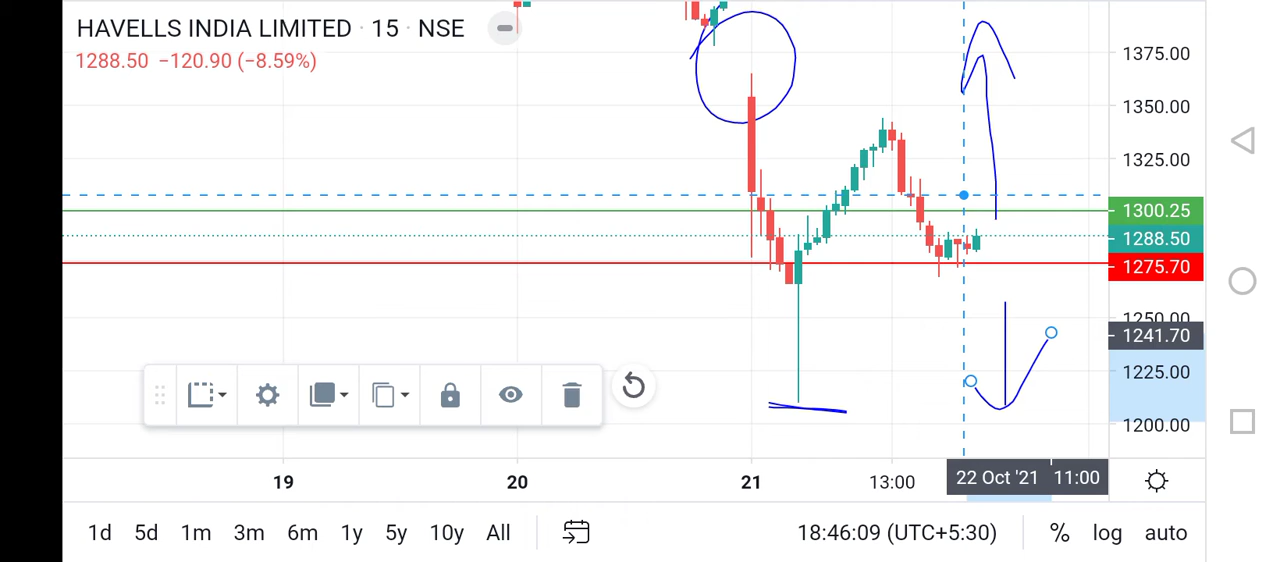 HAVELLS INDIA LIMITED · 15 · NSE
1288.50 −120.90 (−8.59%)
1375.00
1350.00
1325.00
1300.25
1288.50
1275.70
1250.00
1241.70
1225.00
1200.00
19 20 21 13:00 22 Oct '21 11:00
1d 5d 1m 3m 6m 1y 5y 10y All 18:46:09 (UTC+5:30) % log auto